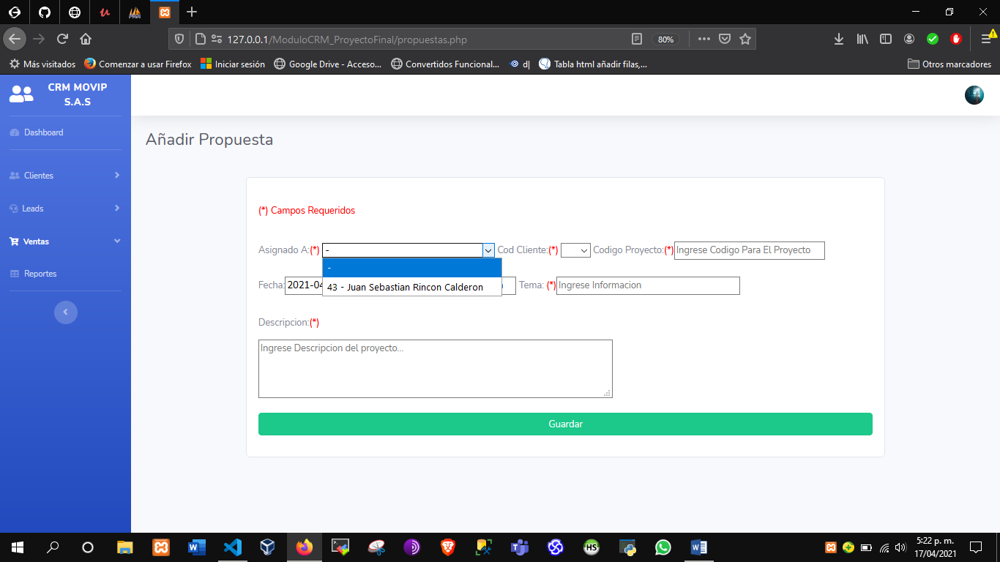 127.0.0.1/ModuloCRM_ProyectoFinal/propuestas.php
80%
Más visitados
Comenzar a usar Firefox
Iniciar sesión
Google Drive - Acceso...
Convertidos Funcional...
d|
Tabla html añadir filas,...
Otros marcadores
CRM MOVIP
S.A.S
Dashboard
Clientes
Leads
Ventas
Reportes
Añadir Propuesta
(*) Campos Requeridos
Asignado A:(*) - Cod Cliente:(*) Codigo Proyecto:(*) Ingrese Codigo Para El Proyecto
-
43 - Juan Sebastian Rincon Calderon
Fecha: 2021-04 Tema: (*) Ingrese Informacion
Descripcion:(*)
Ingrese Descripcion del proyecto...
Guardar
5:22 p. m.
17/04/2021